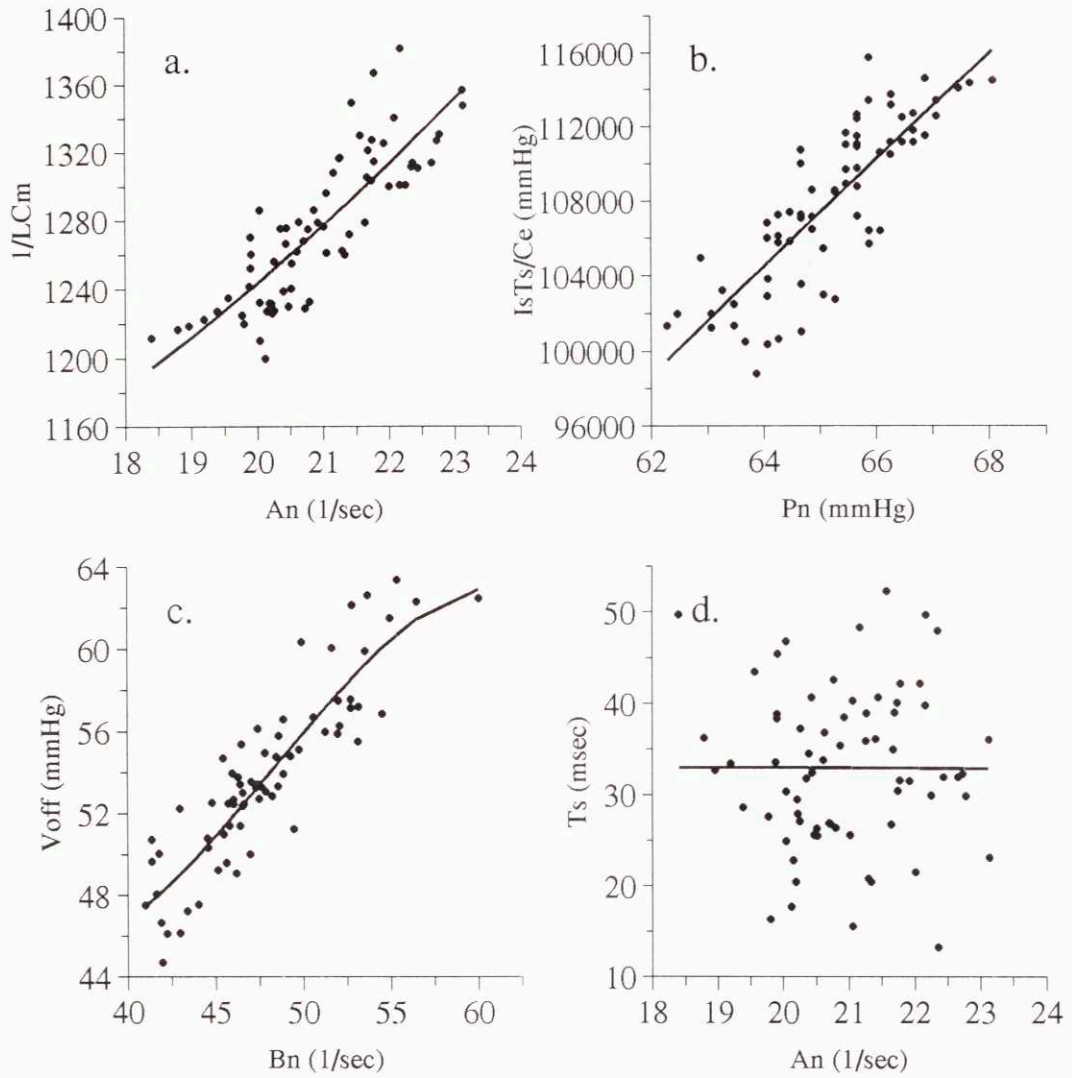 a.
1400
1360
1320
1280
1240
1200
1160
1/LCm
18 19 20 21 22 23 24
An (1/sec)
b.
116000
112000
108000
104000
100000
96000
IsTs/Ce (mmHg)
62 64 66 68
Pn (mmHg)
c.
64
60
56
52
48
44
Voff (mmHg)
40 45 50 55 60
Bn (1/sec)
d.
50
40
30
20
10
Ts (msec)
18 19 20 21 22 23 24
An (1/sec)